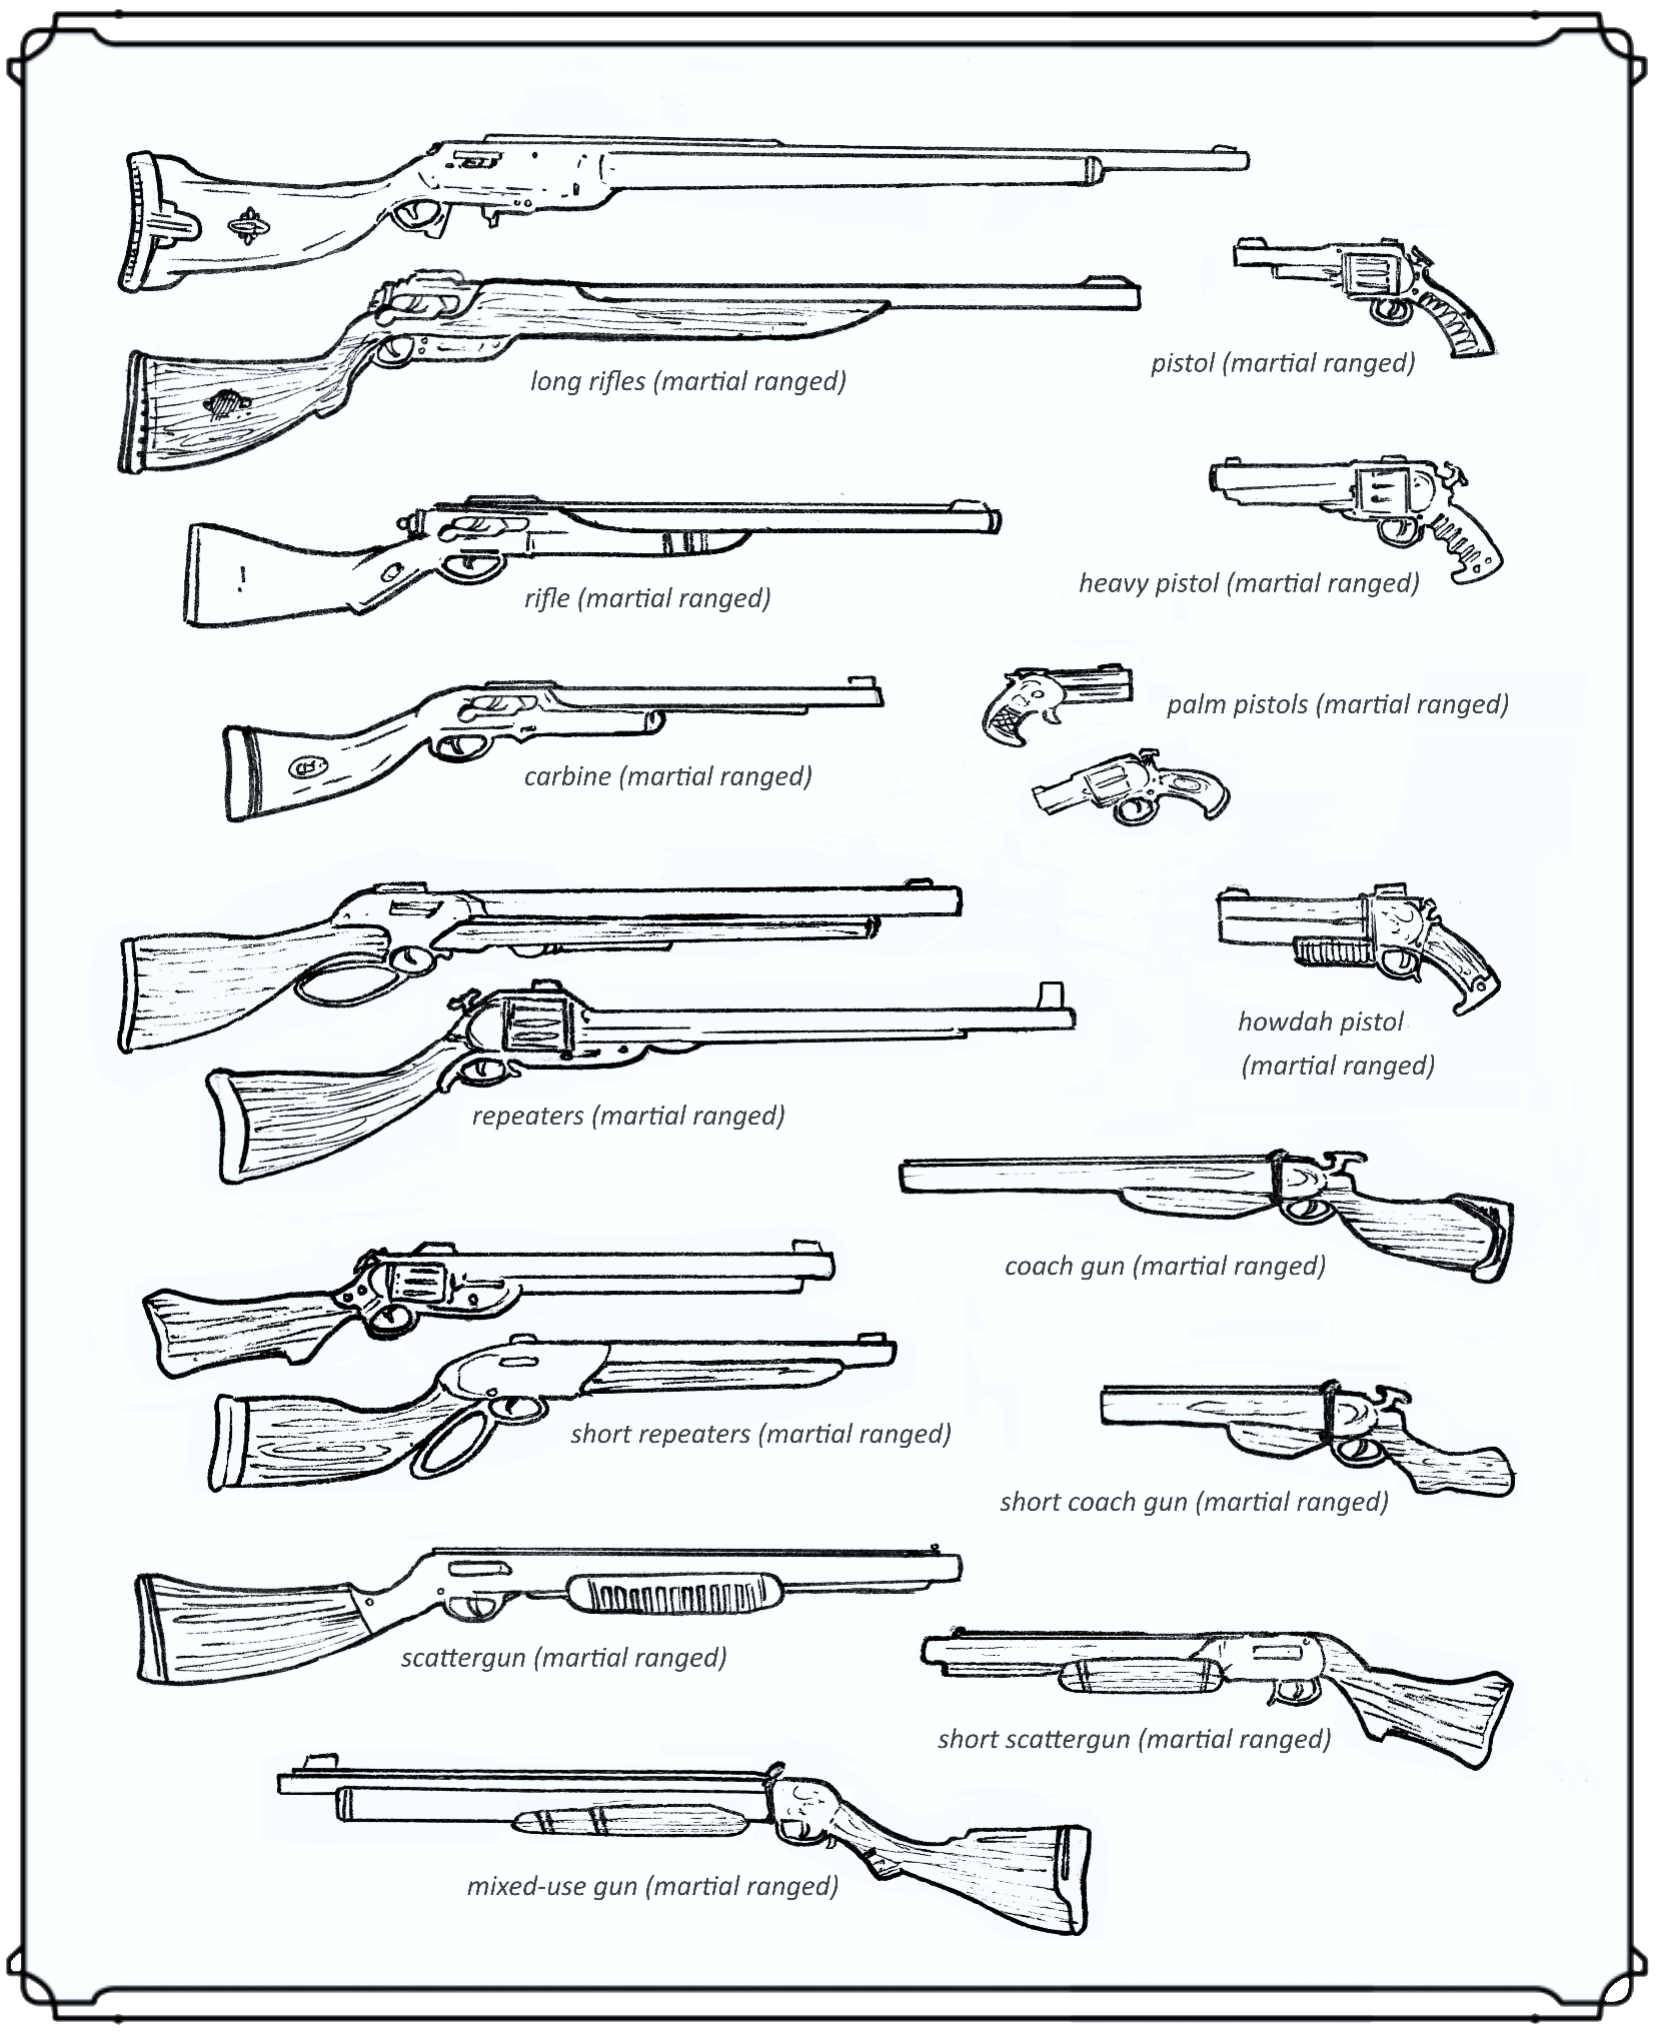 long rifles (martial ranged)
pistol (martial ranged)
rifle (martial ranged)
heavy pistol (martial ranged)
carbine (martial ranged)
palm pistols (martial ranged)
repeaters (martial ranged)
howdah pistol
(martial ranged)
coach gun (martial ranged)
short repeaters (martial ranged)
short coach gun (martial ranged)
scattergun (martial ranged)
short scattergun (martial ranged)
mixed-use gun (martial ranged)